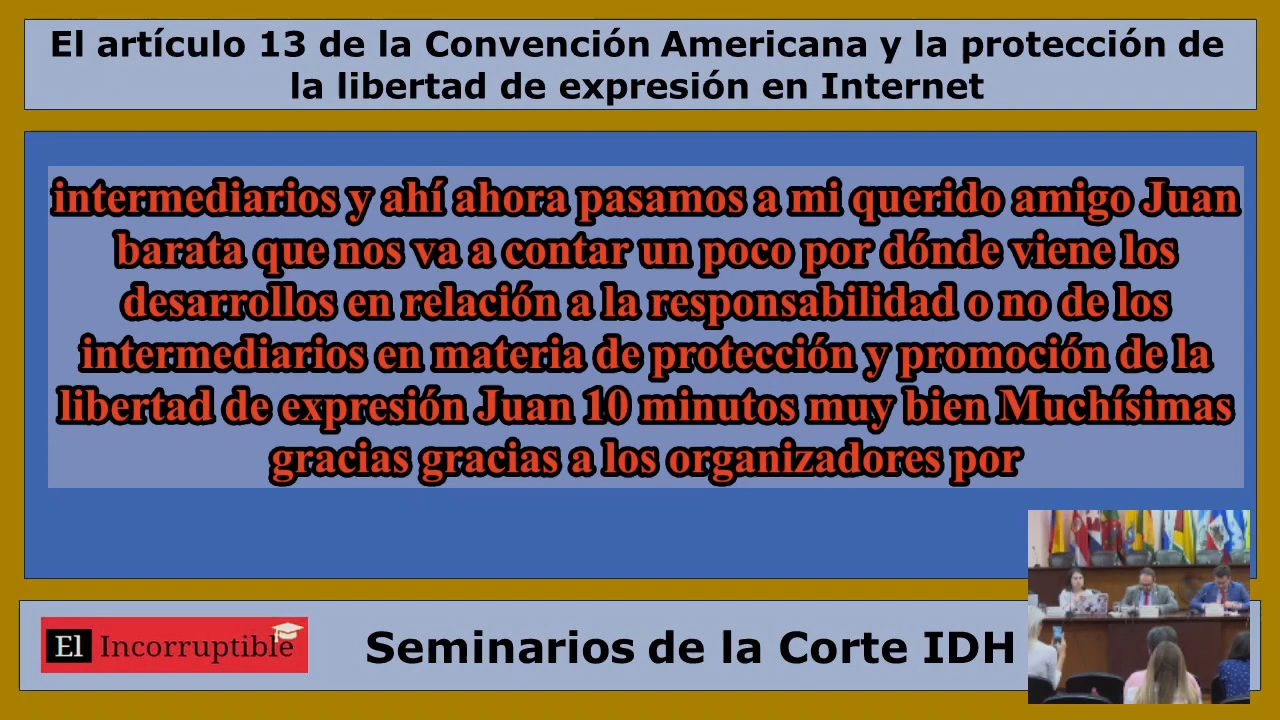 El artículo 13 de la Convención Americana y la protección de
la libertad de expresión en Internet
intermediarios y ahí ahora pasamos a mi querido amigo Juan
barata que nos va a contar un poco por dónde viene los
desarrollos en relación a la responsabilidad o no de los
intermediarios en materia de protección y promoción de la
libertad de expresión Juan 10 minutos muy bien Muchísimas
gracias gracias a los organizadores por
El Incorruptible
Seminarios de la Corte IDH